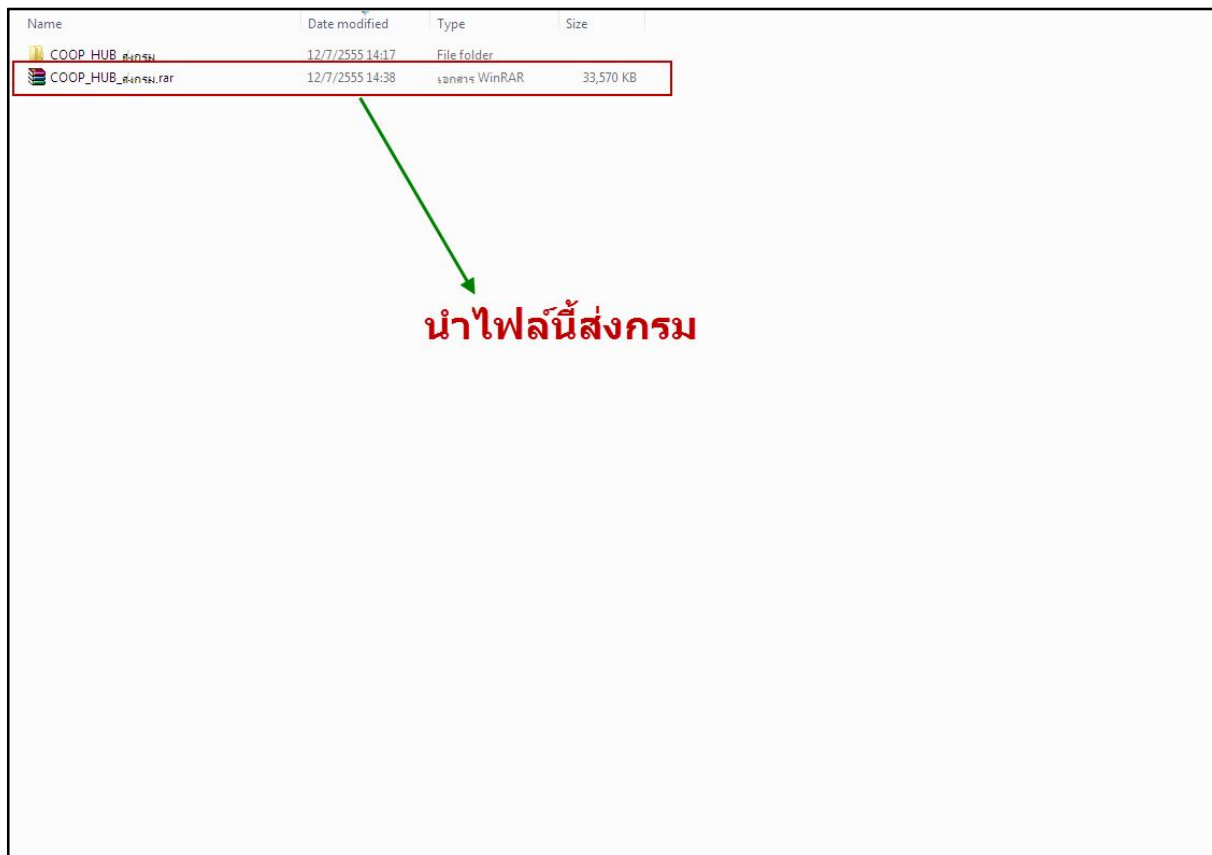 Name Date modified Type Size
COOP_HUB_ส่งกรม 12/7/2555 14:17 File folder
COOP_HUB_ส่งกรม.rar 12/7/2555 14:38 เอกสาร WinRAR 33,570 KB
นำไฟล์นี้ส่งกรม